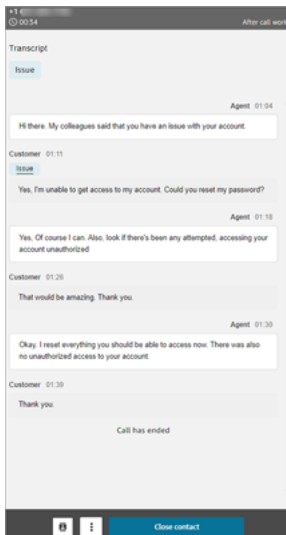 +1
00:54 After call work
Transcript
Issue
Agent 01:04
Hi there. My colleagues said that you have an issue with your account.
Customer 01:11
Issue
Yes, I'm unable to get access to my account. Could you reset my password?
Agent 01:18
Yes, Of course I can. Also, look if there's been any attempted, accessing your
account unauthorized
Customer 01:26
That would be amazing. Thank you.
Agent 01:30
Okay. I reset everything you should be able to access now. There was also
no unauthorized access to your account.
Customer 01:39
Thank you.
Call has ended
Close contact